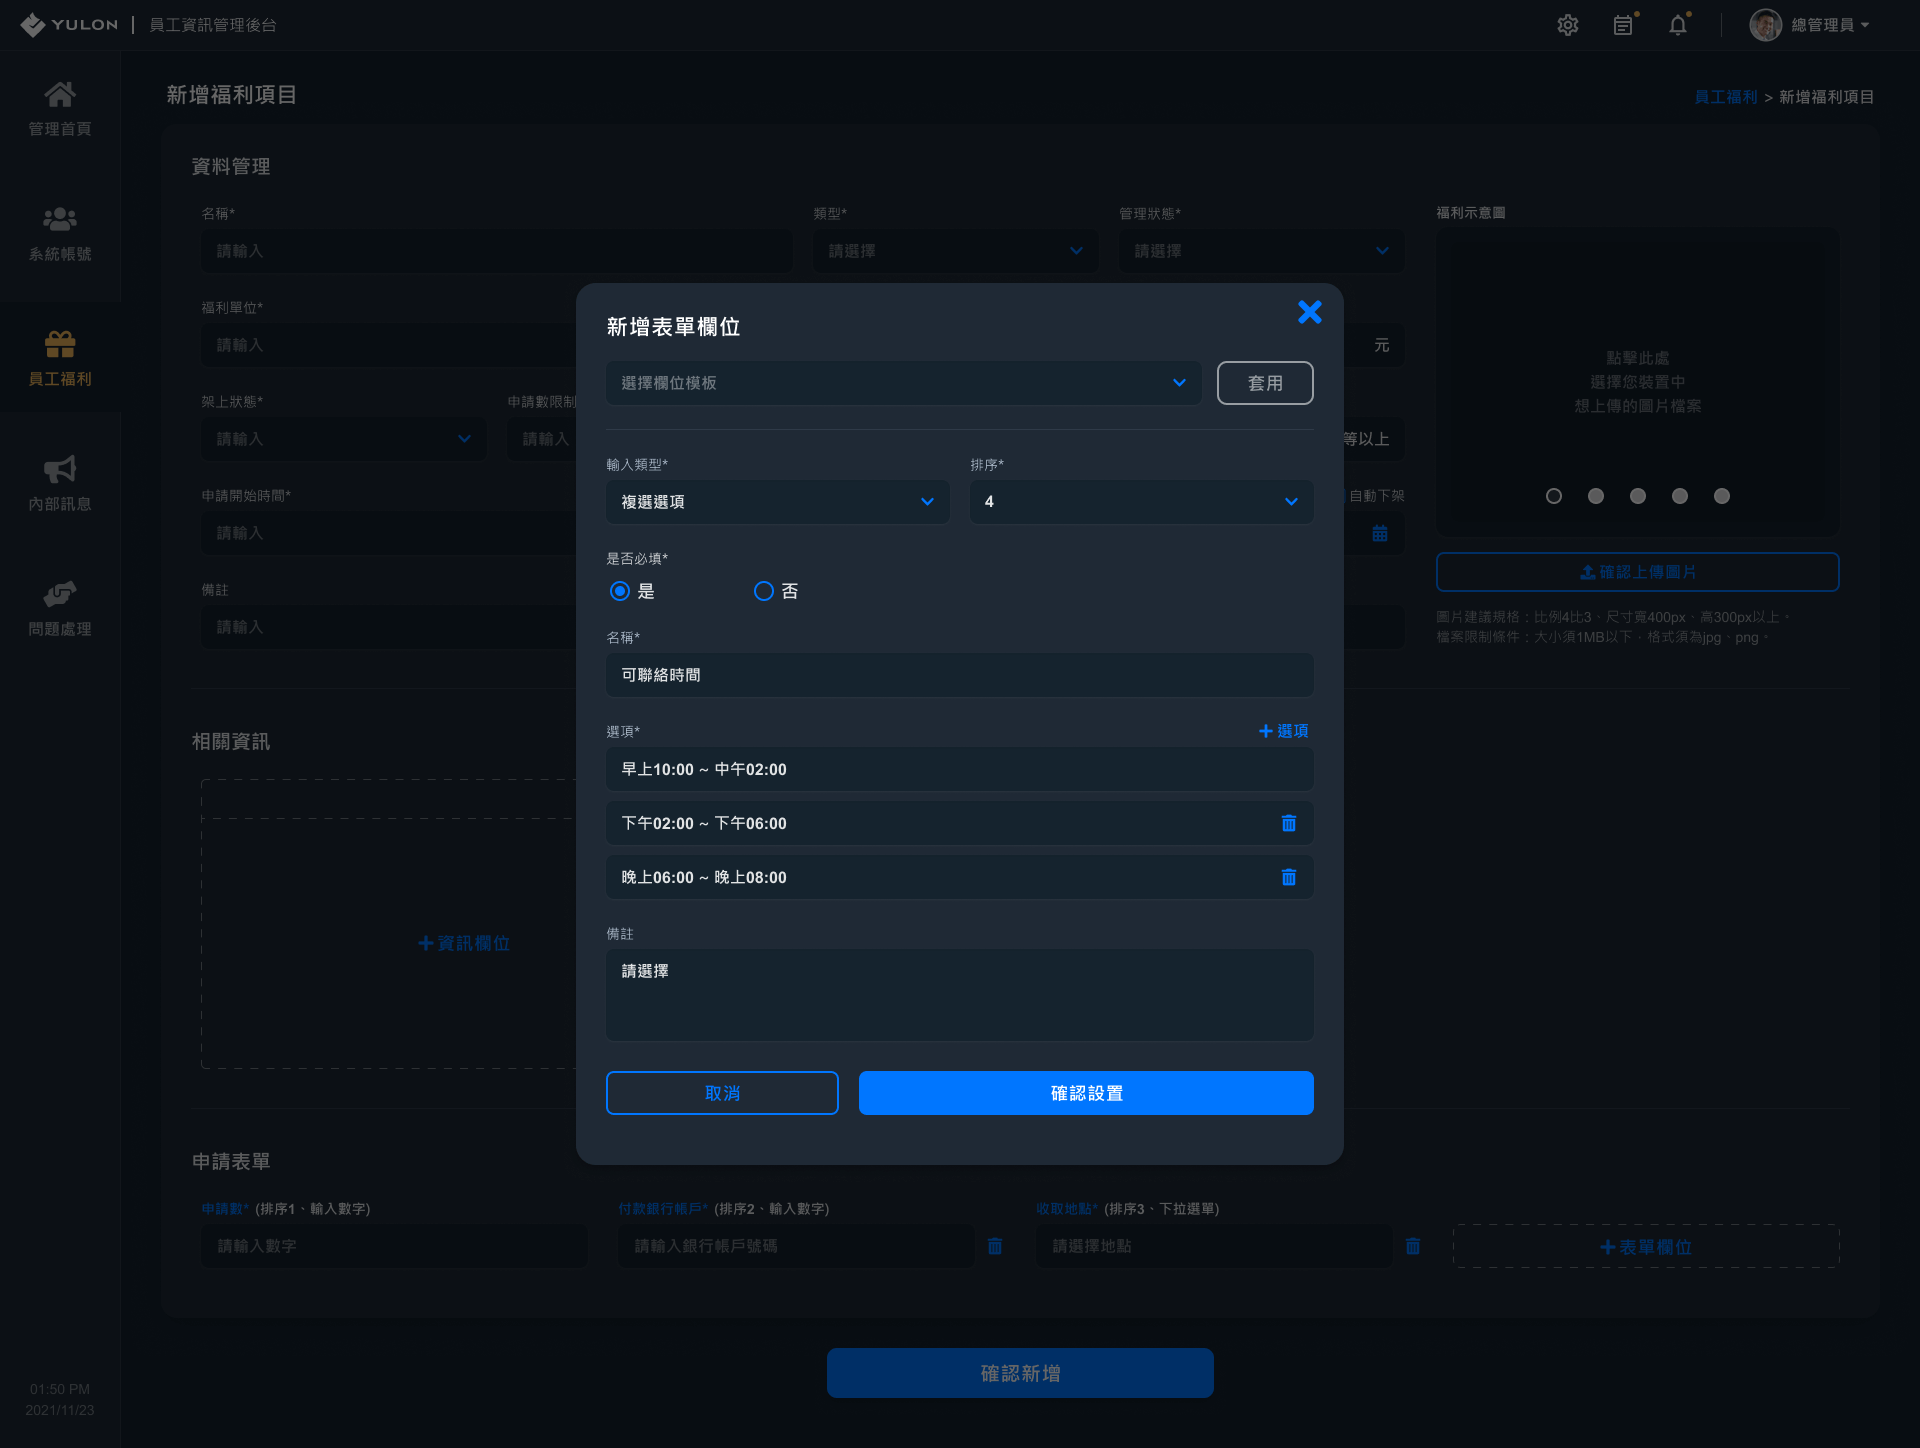 YULON
員工資訊管理後台
總管理員
管理首頁
系統帳號
員工福利
內部訊息
問題處理
01:50 PM
2021/11/23
新增福利項目
員工福利 > 新增福利項目
資料管理
名稱*
請輸入
類型*
請選擇
管理狀態*
請選擇
福利單位*
請輸入
元
架上狀態*
請輸入
申請數限制
請輸入
等以上
申請開始時間*
請輸入
自動下架
備註
請輸入
福利示意圖
點擊此處
選擇您裝置中
想上傳的圖片檔案
確認上傳圖片
圖片建議規格：比例4比3、尺寸寬400px、高300px以上。
檔案限制條件：大小須1MB以下、格式須為jpg、png。
相關資訊
資訊欄位
新增表單欄位
選擇欄位模板
套用
輸入類型*
複選選項
排序*
4
是否必填*
是
否
名稱*
可聯絡時間
選項*
選項
早上10:00 ~ 中午02:00
下午02:00 ~ 下午06:00
晚上06:00 ~ 晚上08:00
備註
請選擇
取消
確認設置
申請表單
申請數* (排序1、輸入數字)
請輸入數字
付款銀行帳戶* (排序2、輸入數字)
請輸入銀行帳戶號碼
收取地點* (排序3、下拉選單)
請選擇地點
表單欄位
確認新增